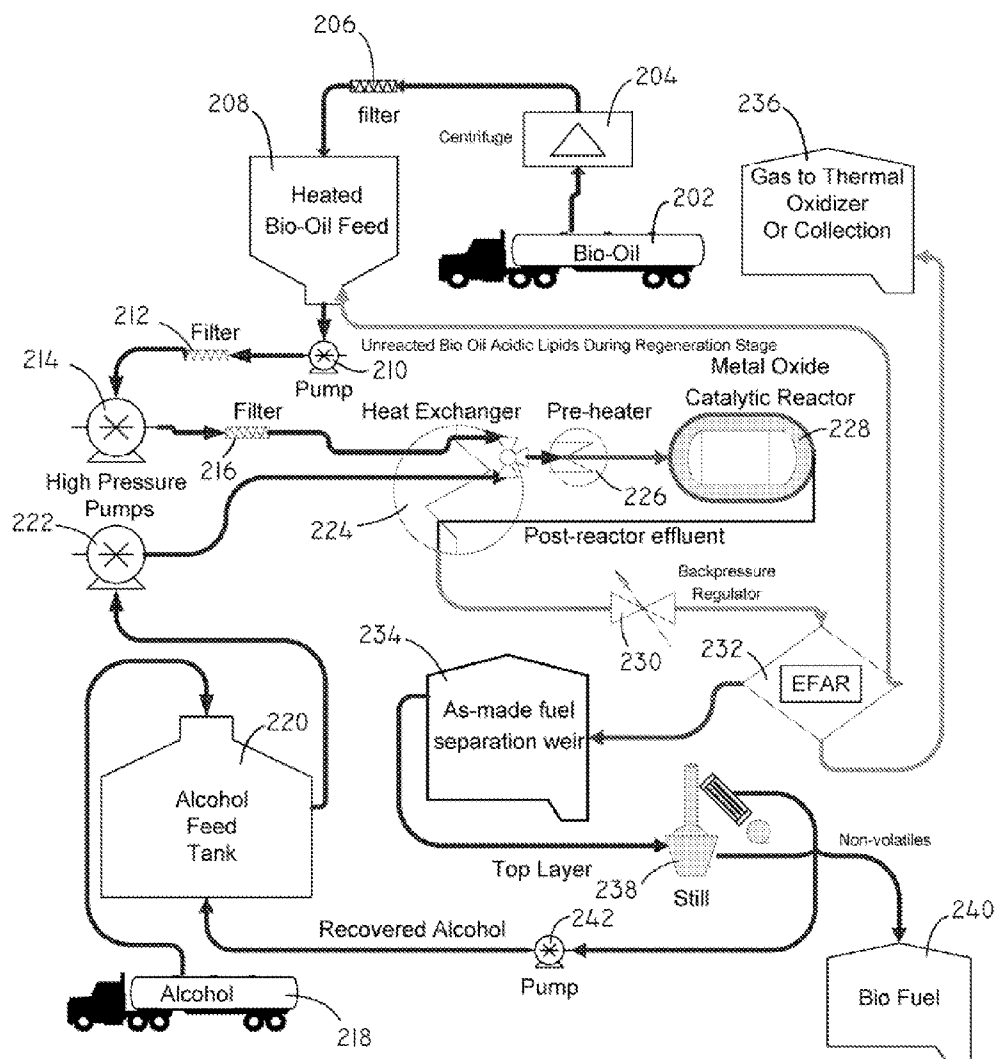 206
filter
204
Centrifuge
208
Heated
Bio-Oil Feed
202
Bio-Oil
236
Gas to Thermal
Oxidizer
Or Collection
212
Filter
210
Pump
Unreacted Bio Oil Acidic Lipids During Regeneration Stage
214
High Pressure
Pumps
Filter
216
Heat Exchanger
224
Pre-heater
226
Metal Oxide
Catalytic Reactor
228
222
Post-reactor effluent
Backpressure
Regulator
230
232
EFAR
234
As-made fuel
separation weir
220
Alcohol
Feed
Tank
Top Layer
238
Still
Non-volatiles
Recovered Alcohol
242
Pump
240
Bio Fuel
Alcohol
218